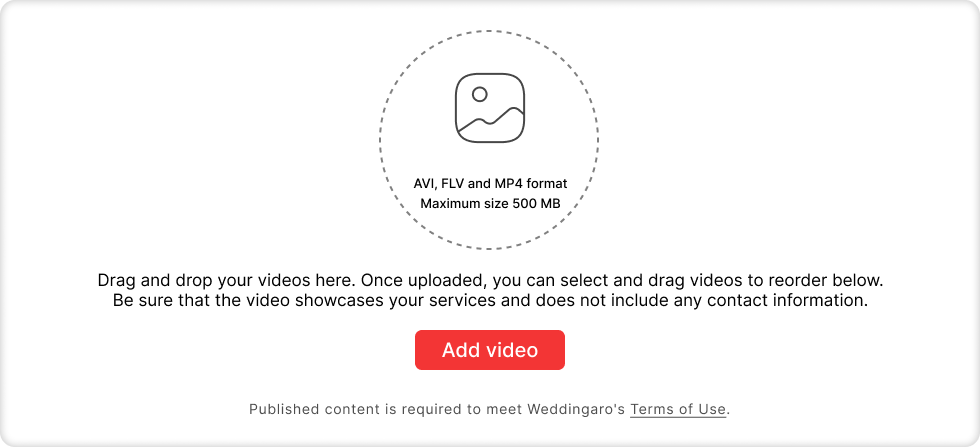 AVI, FLV and MP4 format
Maximum size 500 MB
Drag and drop your videos here. Once uploaded, you can select and drag videos to reorder below.
Be sure that the video showcases your services and does not include any contact information.
Add video
Published content is required to meet Weddingaro's Terms of Use.